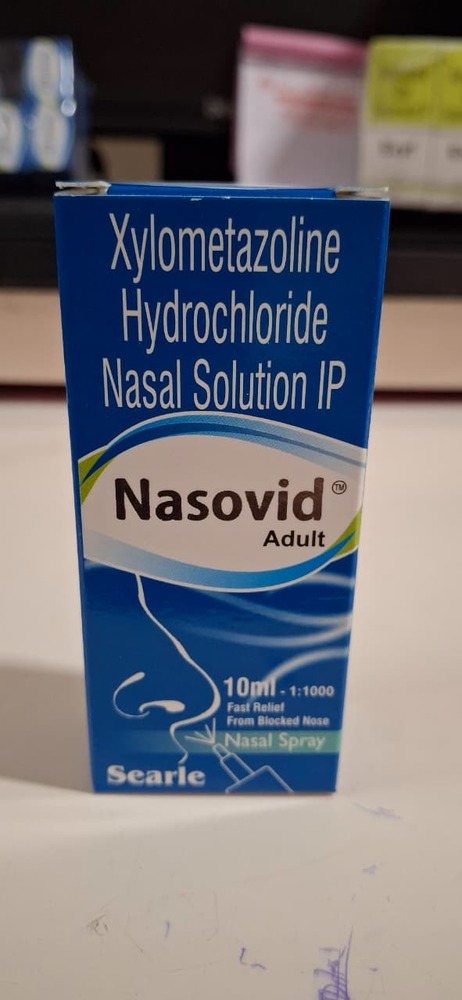 Xylometazoline
Hydrochloride
Nasal Solution IP
Nasovid™
Adult
10ml - 1:1000
Fast Relief
From Blocked Nose
Nasal Spray
Searle